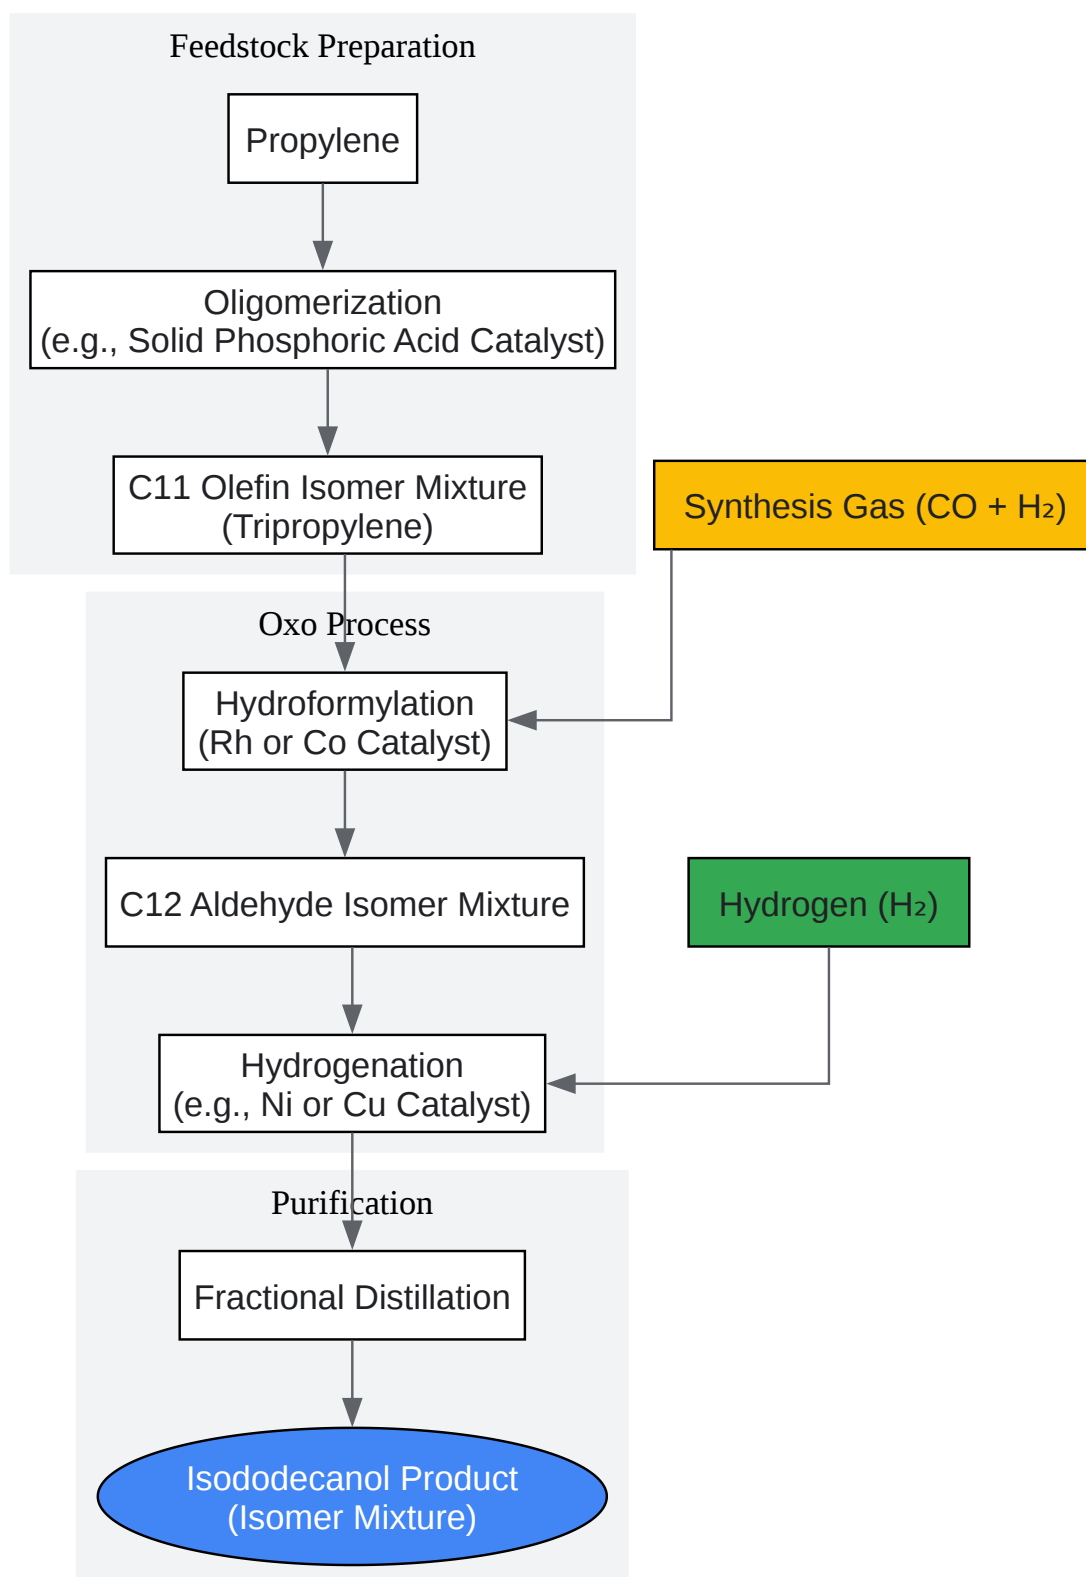 Feedstock Preparation
Propylene
Oligomerization
(e.g., Solid Phosphoric Acid Catalyst)
C11 Olefin Isomer Mixture
(Tripropylene)
Synthesis Gas (CO + H₂)
Oxo Process
Hydroformylation
(Rh or Co Catalyst)
C12 Aldehyde Isomer Mixture
Hydrogen (H₂)
Hydrogenation
(e.g., Ni or Cu Catalyst)
Purification
Fractional Distillation
Isododecanol Product
(Isomer Mixture)